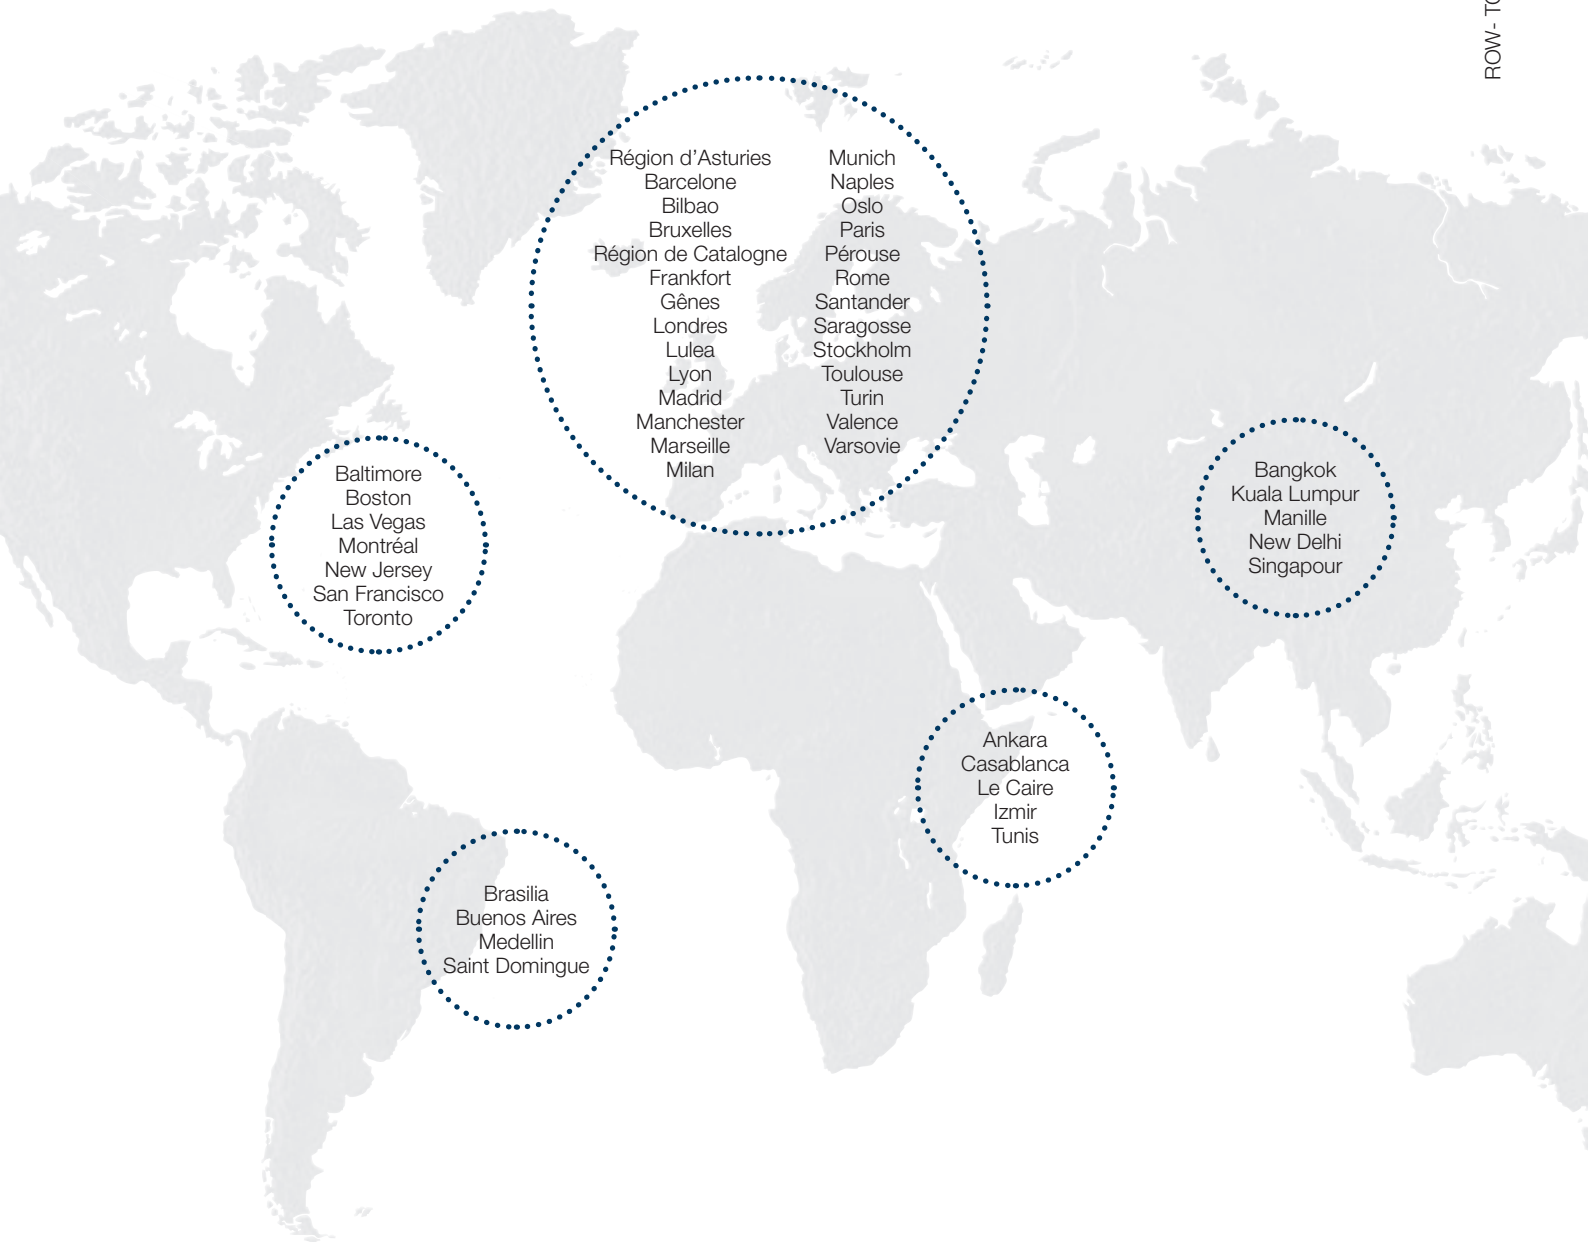 ROW- TO
Région d’Asturies
Barcelone
Bilbao
Bruxelles
Région de Catalogne
Frankfort
Gênes
Londres
Lulea
Lyon
Madrid
Manchester
Marseille
Milan
Munich
Naples
Oslo
Paris
Pérouse
Rome
Santander
Saragosse
Stockholm
Toulouse
Turin
Valence
Varsovie
Baltimore
Boston
Las Vegas
Montréal
New Jersey
San Francisco
Toronto
Bangkok
Kuala Lumpur
Manille
New Delhi
Singapour
Ankara
Casablanca
Le Caire
Izmir
Tunis
Brasilia
Buenos Aires
Medellin
Saint Domingue